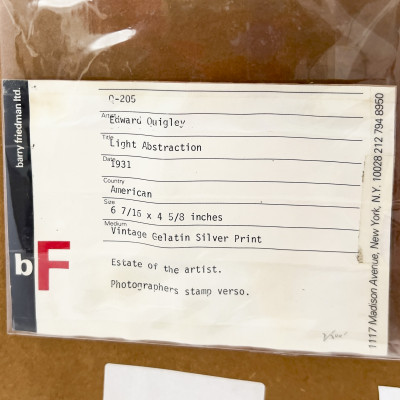 barry friedman ltd.
bF
Q-205
Artist
Edward Quigley
Title
Light Abstraction
Date
1931
Country
American
Size
6 7/16 x 4 5/8 inches
Medium
Vintage Gelatin Silver Print
Estate of the artist.
Photographers stamp verso.
1117 Madison Avenue, New York, N.Y. 10028 212 794 8950